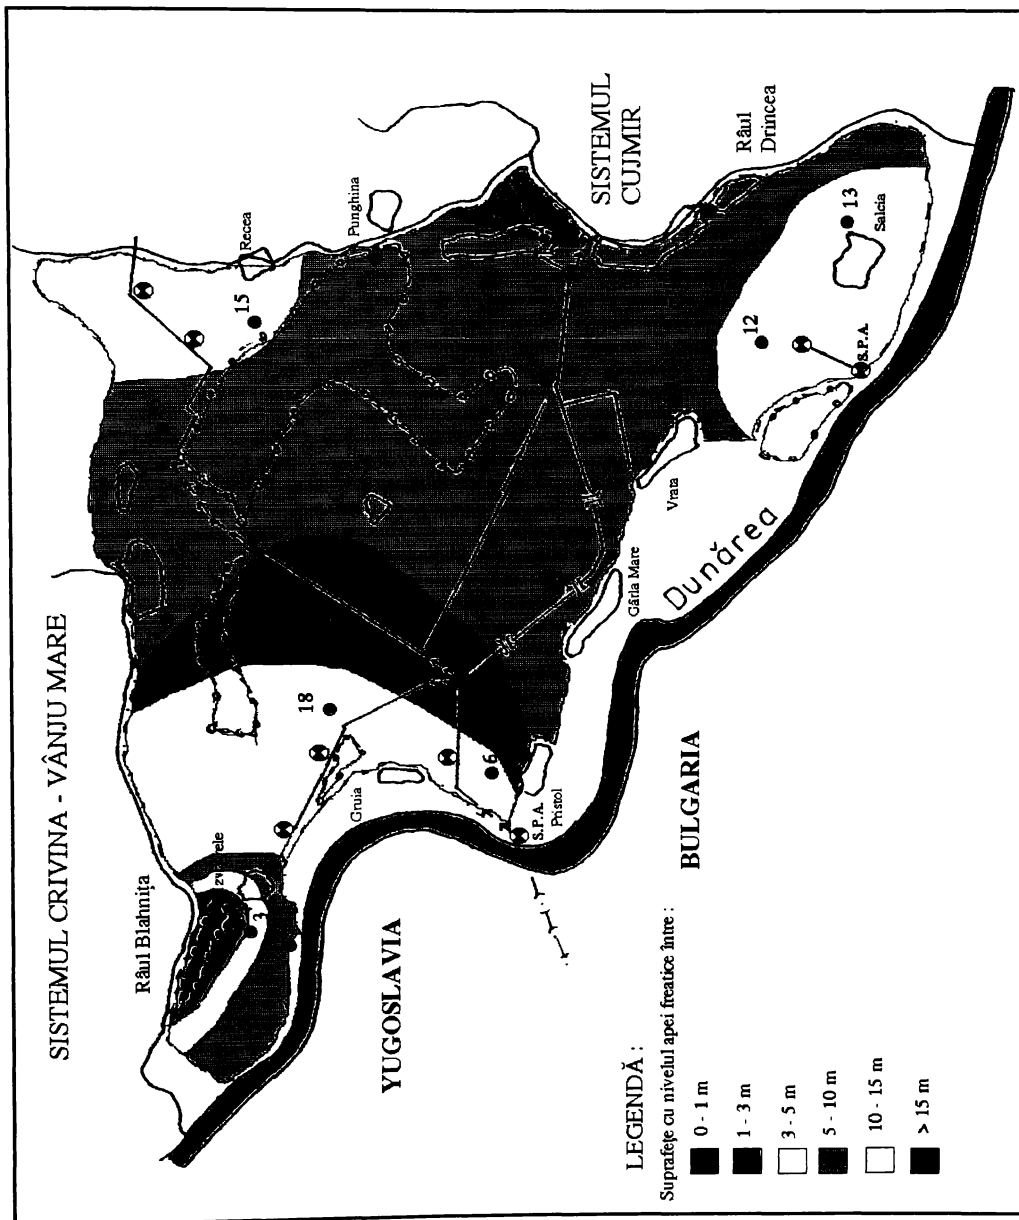 SISTEMUL CRIVINA - VÂNJU MARE
Râul Blahnița
YUGOSLAVIA
BULGARIA
Dunărea
SISTEMUL
CUJMIR
Râul
Drincea
Recea
Punghina
Salcia
Vrata
Gârla Mare
Gruia
Pristol
S.P.A.
S.P.A.
15
13
12
18
6
3
LEGENDĂ :
Suprafețe cu nivelul apei freatice între :
0 - 1 m
1 - 3 m
3 - 5 m
5 - 10 m
10 - 15 m
> 15 m